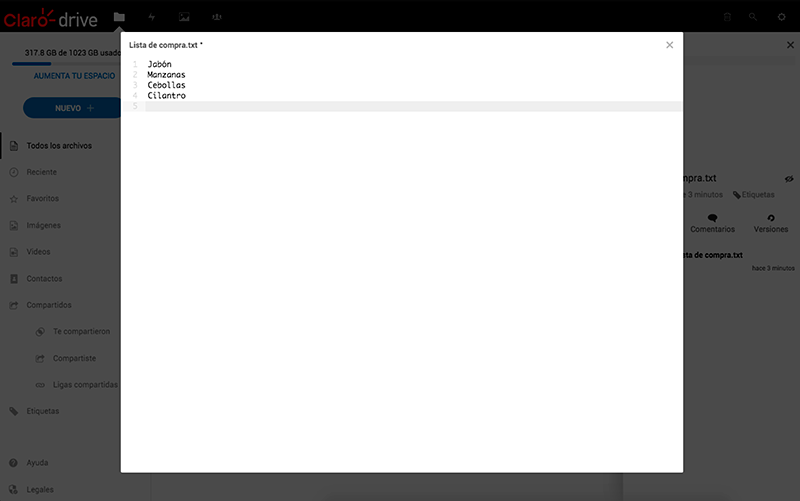 Claro drive
317.8 GB de 1023 GB usado
AUMENTA TU ESPACIO
NUEVO +
Todos los archivos
Reciente
Favoritos
Imágenes
Videos
Contactos
Compartidos
Te compartieron
Compartiste
Ligas compartidas
Etiquetas
Ayuda
Legales
Lista de compra.txt *
1 Jabón
2 Manzanas
3 Cebollas
4 Cilantro
5
mpra.txt
e 3 minutos Etiquetas
Comentarios Versiones
sta de compra.txt
hace 3 minutos